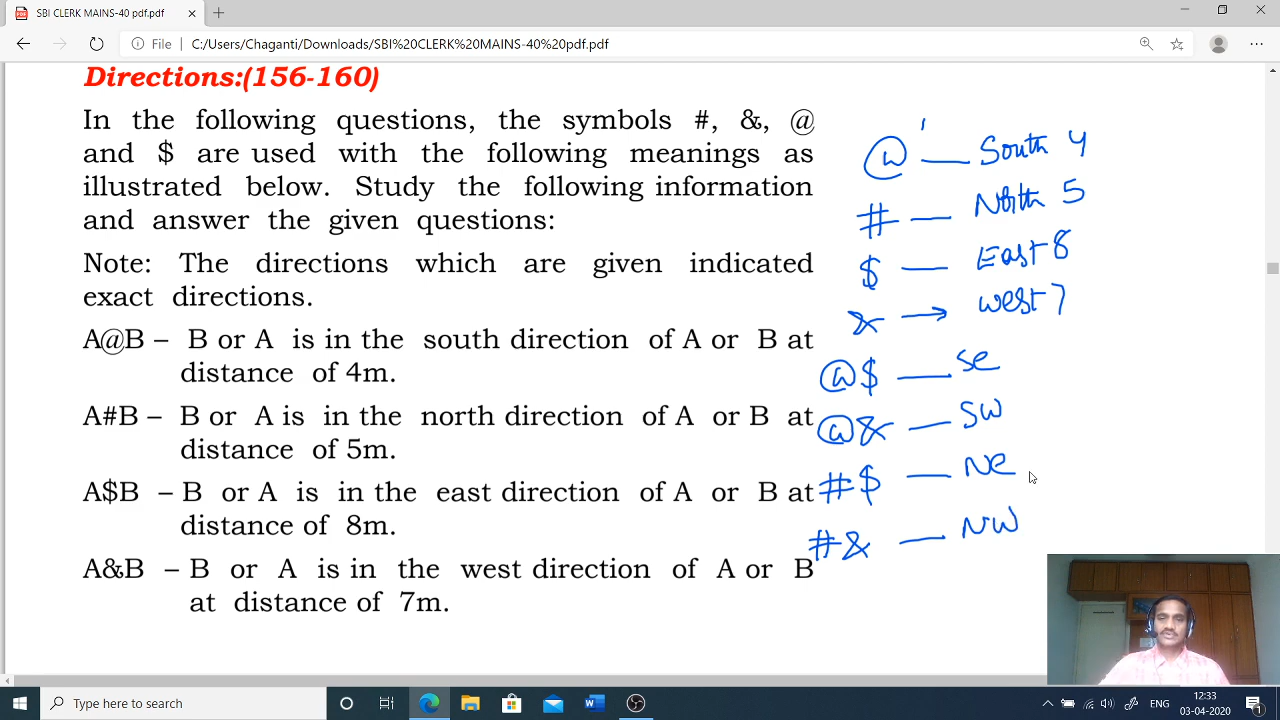 SBI CLERK MAINS-40 pdf.pdf
File
C:/Users/Chaganti/Downloads/SBI%20CLERK%20MAINS-40%20pdf.pdf
Directions:(156-160)
In the following questions, the symbols #, &, @
and $ are used with the following meanings as
illustrated below. Study the following information
and answer the given questions:
Note: The directions which are given indicated
exact directions.
A@B – B or A is in the south direction of A or B at
distance of 4m.
A#B – B or A is in the north direction of A or B at
distance of 5m.
A$B – B or A is in the east direction of A or B at
distance of 8m.
A&B – B or A is in the west direction of A or B
at distance of 7m.
@ — South 4
# — North 5
$ — East 8
& → west 7
@$ — SE
@& — SW
#$ — NE
#& — NW
Type here to search
ENG
12:33
03-04-2020